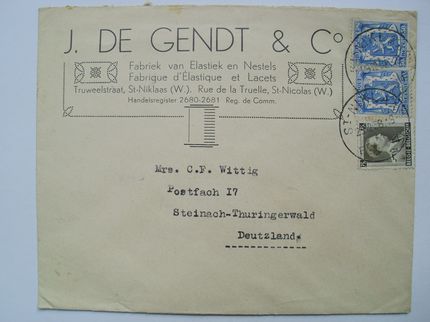 J. DE GENDT & Co
Fabriek van Elastiek en Nestels
Fabrique d'Élastique et Lacets
Truweelstraat, St-Niklaas (W.), Rue de la Truelle, St-Nicolas (W.)
Handelsregister 2680-2681 Reg. de Comm.
Mrs. C.F. Wittig
Postfach 17
Steinach-Thuringerwald
Deutzland.